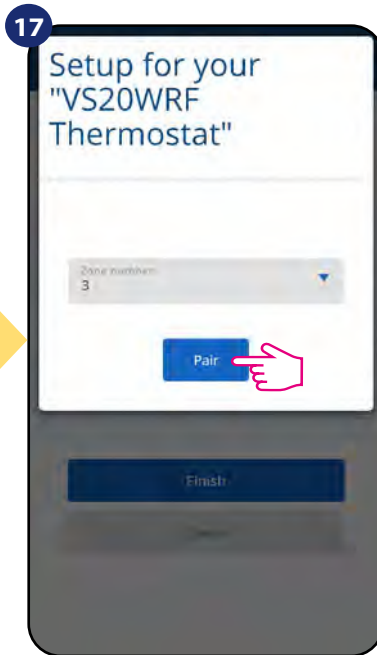 17
Setup for your
"VS20WRF
Thermostat"
Zone number:
3
Pair
Finish